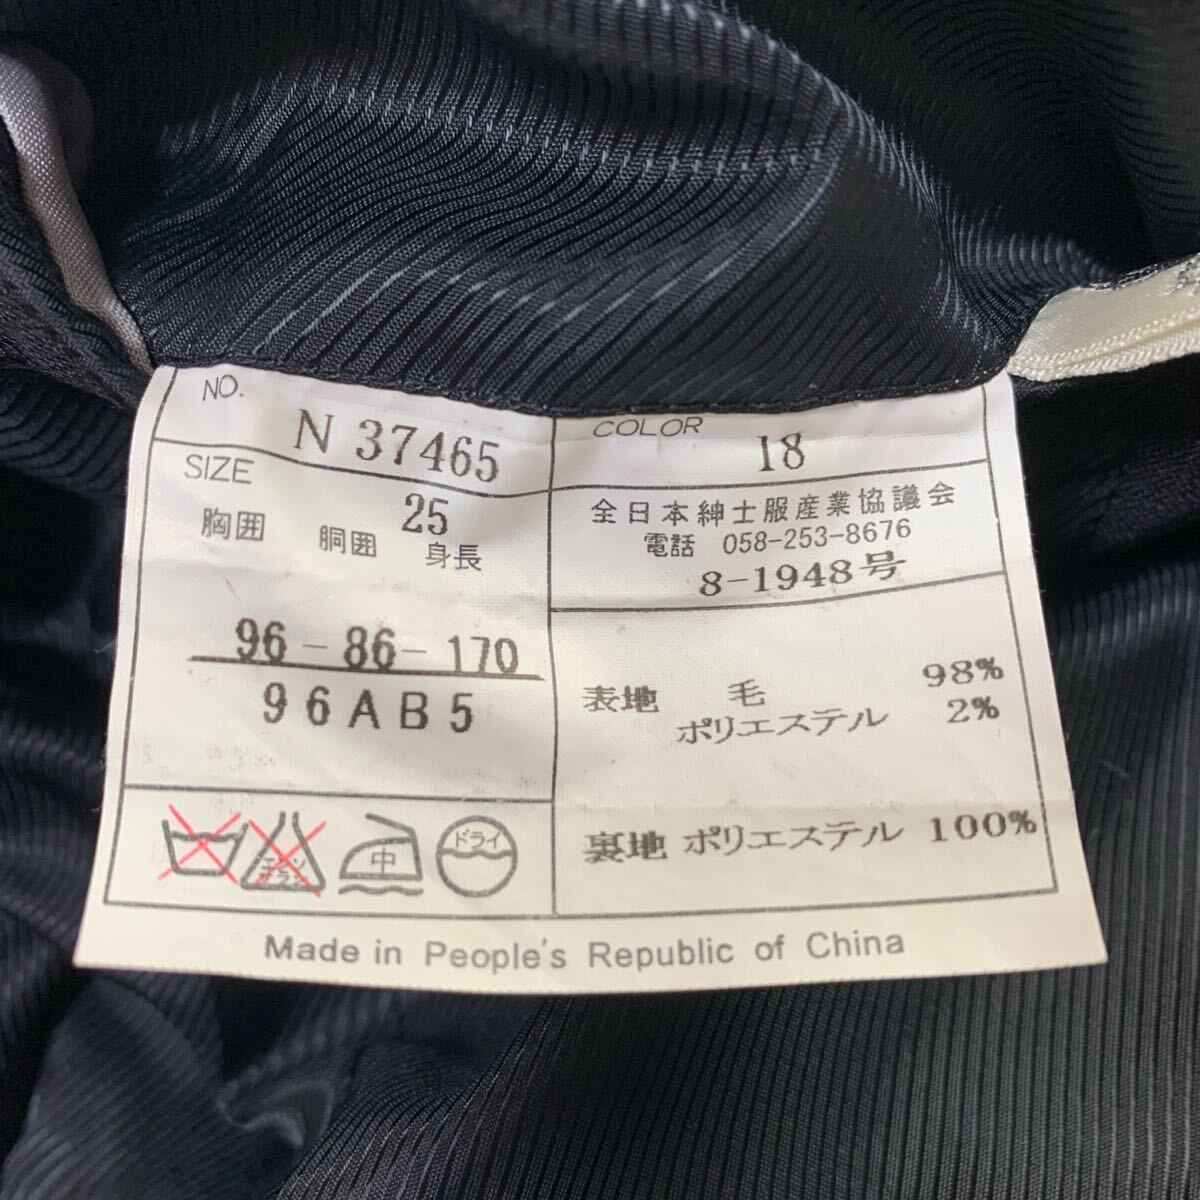 NO.
N 37465
SIZE
25
胸囲 胴囲 身長
96-86-170
96AB5
中
ドライ
COLOR
18
全日本紳士服産業協議会
電話 058-253-8676
8-1948号
表地 毛 98%
ポリエステル 2%
裏地 ポリエステル 100%
Made in People's Republic of China